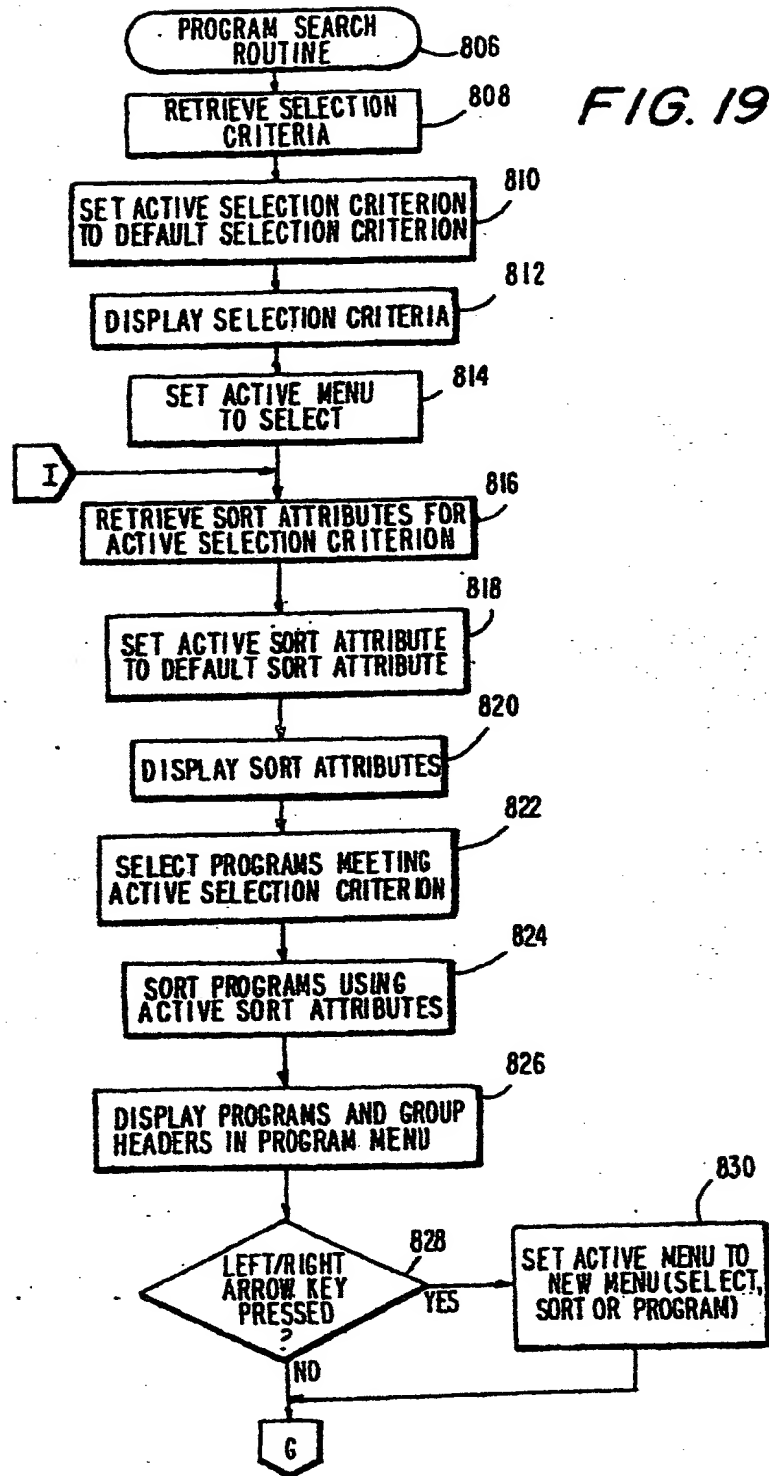 PROGRAM SEARCH
ROUTINE
806
FIG. 19
RETRIEVE SELECTION
CRITERIA
808
SET ACTIVE SELECTION CRITERION
TO DEFAULT SELECTION CRITERION
810
DISPLAY SELECTION CRITERIA
812
SET ACTIVE MENU
TO SELECT
814
I
RETRIEVE SORT ATTRIBUTES FOR
ACTIVE SELECTION CRITERION
816
SET ACTIVE SORT ATTRIBUTE
TO DEFAULT SORT ATTRIBUTE
818
DISPLAY SORT ATTRIBUTES
820
SELECT PROGRAMS MEETING
ACTIVE SELECTION CRITERION
822
SORT PROGRAMS USING
ACTIVE SORT ATTRIBUTES
824
DISPLAY PROGRAMS AND GROUP
HEADERS IN PROGRAM MENU
826
LEFT/RIGHT
ARROW KEY
PRESSED
?
828
YES
NO
SET ACTIVE MENU TO
NEW MENU (SELECT,
SORT OR PROGRAM)
830
G